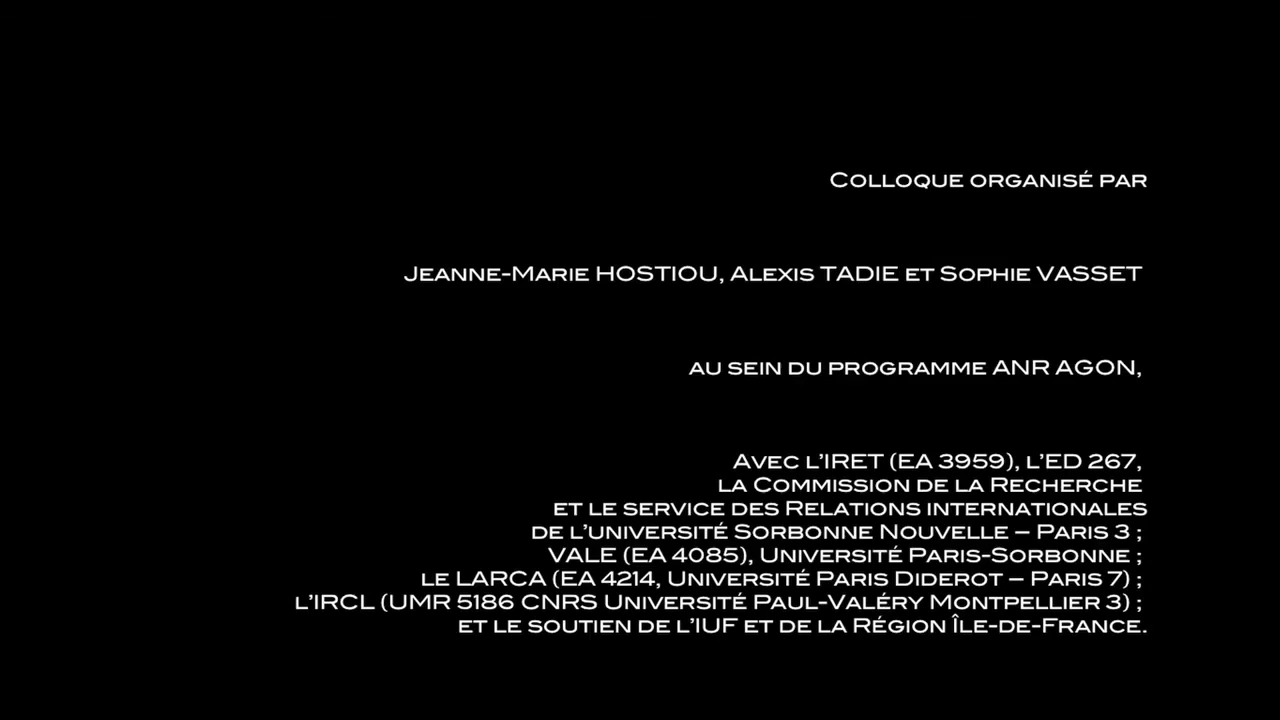 Colloque organisé par
Jeanne-Marie HOSTIOU, Alexis TADIE et Sophie VASSET
au sein du programme ANR AGON,
Avec l'IRET (EA 3959), l'ED 267,
la Commission de la Recherche
et le service des Relations internationales
de l'université Sorbonne Nouvelle – Paris 3 ;
VALE (EA 4085), Université Paris-Sorbonne ;
le LARCA (EA 4214, Université Paris Diderot – Paris 7) ;
l'IRCL (UMR 5186 CNRS Université Paul-Valéry Montpellier 3) ;
et le soutien de l'IUF et de la Région Île-de-France.